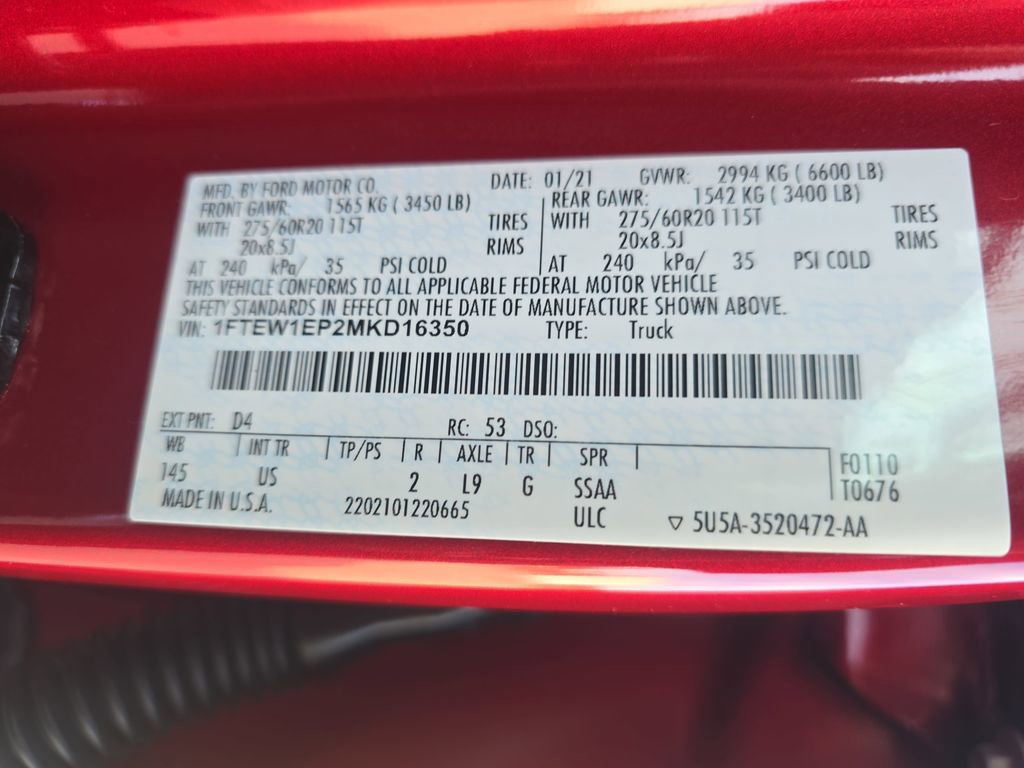 MFD. BY FORD MOTOR CO. DATE: 01/21 GVWR: 2994 KG ( 6600 LB)
FRONT GAWR: 1565 KG ( 3450 LB) REAR GAWR: 1542 KG ( 3400 LB)
WITH 275/60R20 115T TIRES WITH 275/60R20 115T TIRES
20x8.5J RIMS 20x8.5J RIMS
AT 240 kPa/ 35 PSI COLD AT 240 kPa/ 35 PSI COLD
THIS VEHICLE CONFORMS TO ALL APPLICABLE FEDERAL MOTOR VEHICLE
SAFETY STANDARDS IN EFFECT ON THE DATE OF MANUFACTURE SHOWN ABOVE.
VIN: 1FTEW1EP2MKD16350 TYPE: Truck
EXT PNT: D4 RC: 53 DSO:
WB INT TR TP/PS R AXLE TR SPR
145 US 2 L9 G SSAA F0110
T0676
MADE IN U.S.A. 2202101220665 ULC ▽ 5U5A-3520472-AA